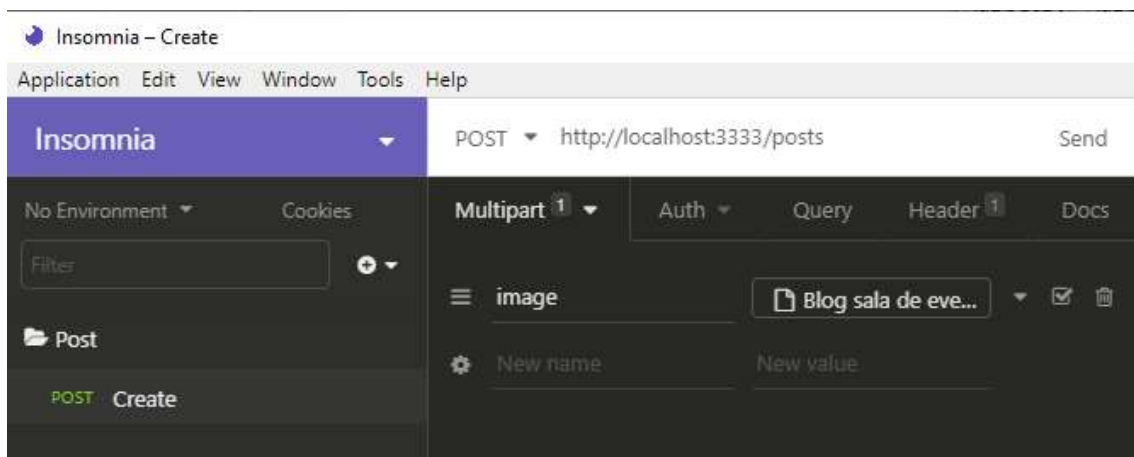 Insomnia – Create
Application Edit View Window Tools Help
Insomnia
POST http://localhost:3333/posts Send
No Environment Cookies
Multipart 1 Auth Query Header 1 Docs
Filter
image Blog sala de eve...
Post
New name New value
POST Create